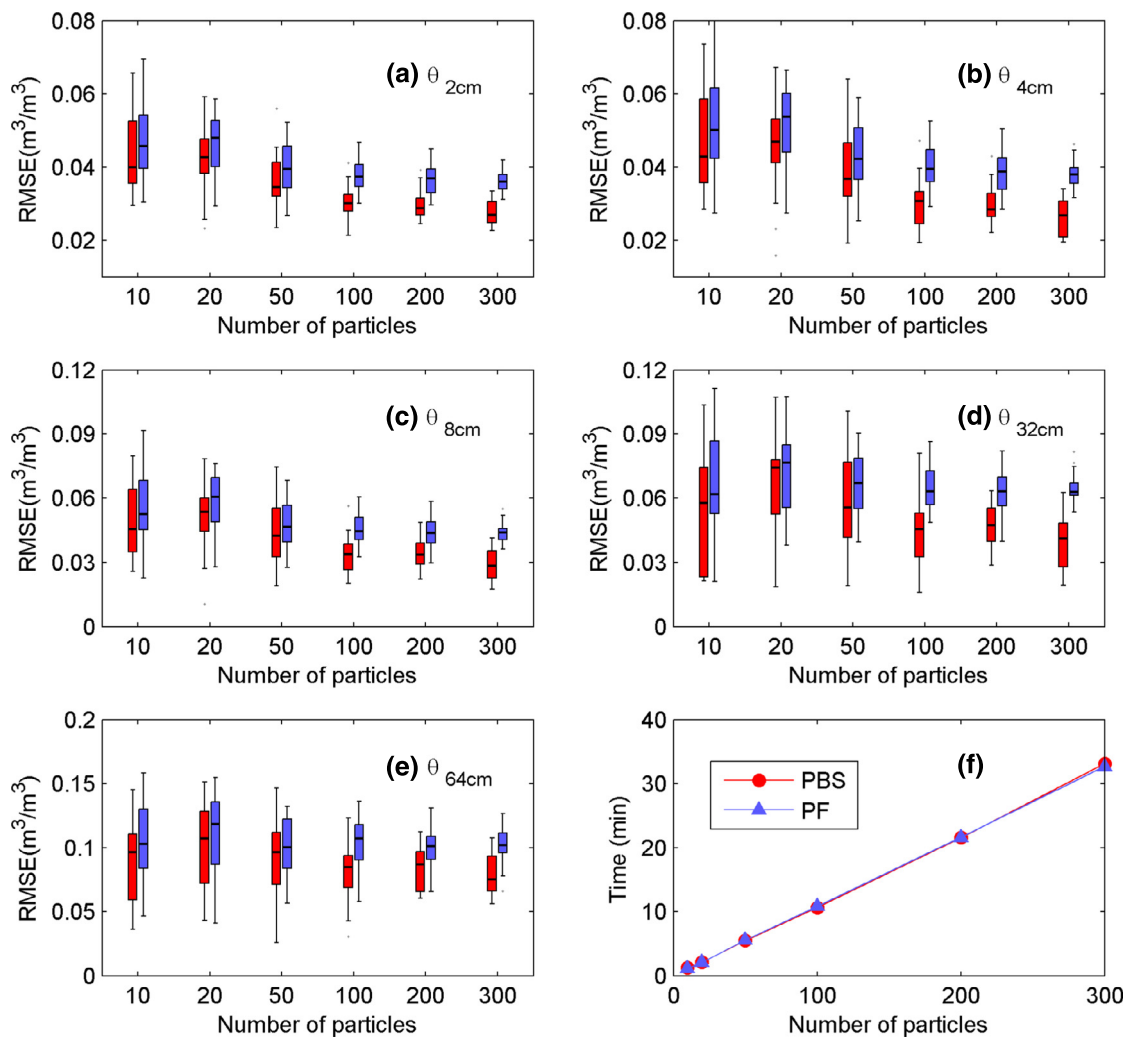 0.08
0.06
0.04
0.02
RMSE(m³/m³)
(a) θ 2cm
10 20 50 100 200 300
Number of particles
0.08
0.06
0.04
0.02
RMSE(m³/m³)
(b) θ 4cm
10 20 50 100 200 300
Number of particles
0.12
0.09
0.06
0.03
0
RMSE(m³/m³)
(c) θ 8cm
10 20 50 100 200 300
Number of particles
0.12
0.09
0.06
0.03
0
RMSE(m³/m³)
(d) θ 32cm
10 20 50 100 200 300
Number of particles
0.2
0.15
0.1
0.05
0
RMSE(m³/m³)
(e) θ 64cm
10 20 50 100 200 300
Number of particles
40
30
20
10
0
Time (min)
(f)
PBS
PF
0 100 200 300
Number of particles